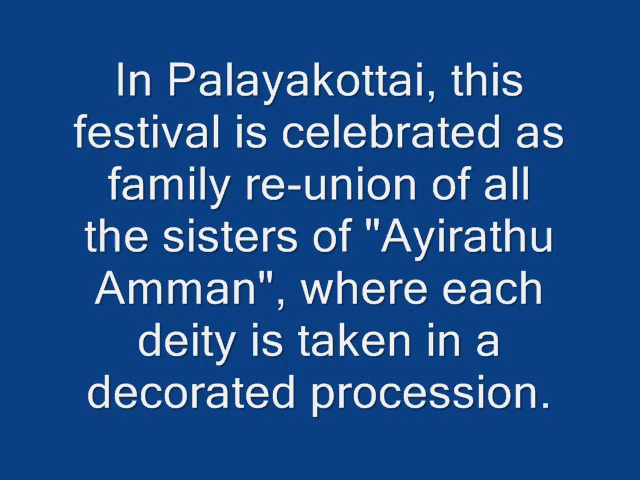 In Palayakottai, this
festival is celebrated as
family re-union of all
the sisters of "Ayirathu
Amman", where each
deity is taken in a
decorated procession.